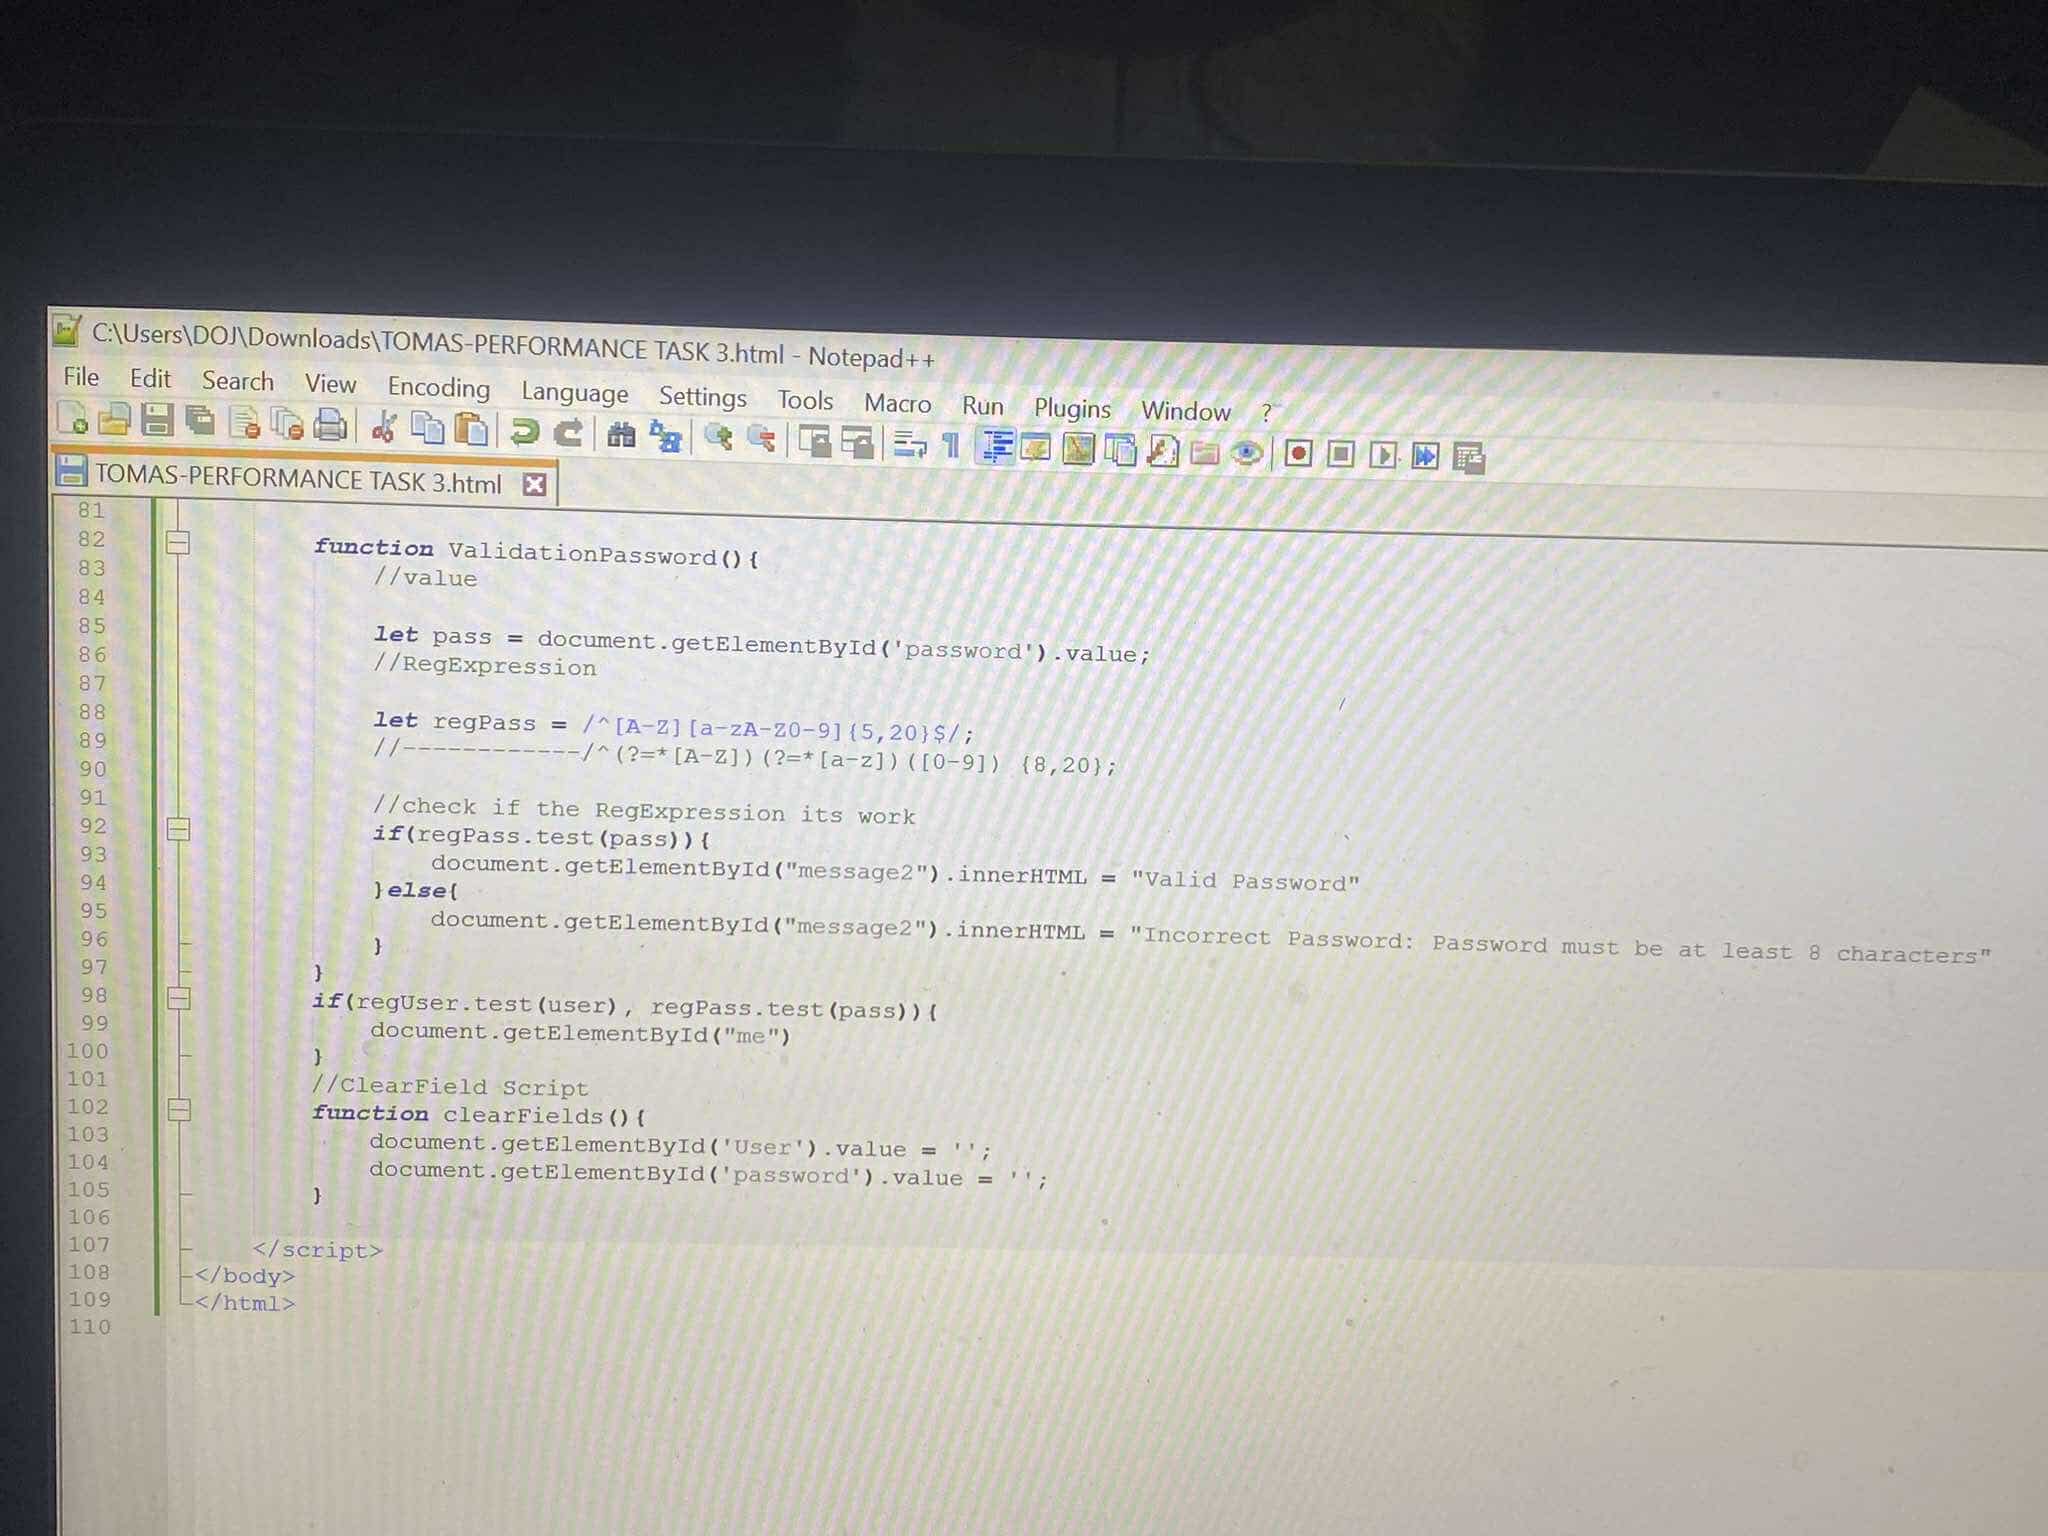 C:\Users\DOJ\Downloads\TOMAS-PERFORMANCE TASK 3.html - Notepad++
File Edit Search View Encoding Language Settings Tools Macro Run Plugins Window ?
TOMAS-PERFORMANCE TASK 3.html
81
82 function ValidationPassword(){
83 //value
84
85 let pass = document.getElementById('password').value;
86 //RegExpression
87
88 let regPass = /^[A-Z][a-zA-Z0-9]{5,20}$/;
89 //------------/^(?=*[A-Z])(?=*[a-z])([0-9]) {8,20};
90
91 //check if the RegExpression its work
92 if(regPass.test(pass)){
93 document.getElementById("message2").innerHTML = "Valid Password"
94 }else{
95 document.getElementById("message2").innerHTML = "Incorrect Password: Password must be at least 8 characters"
96 }
97 }
98 if(regUser.test(user), regPass.test(pass)){
99 document.getElementById("me")
100 }
101 //ClearField Script
102 function clearFields(){
103 document.getElementById('User').value = '';
104 document.getElementById('password').value = '';
105 }
106
107 </script>
108 </body>
109 </html>
110